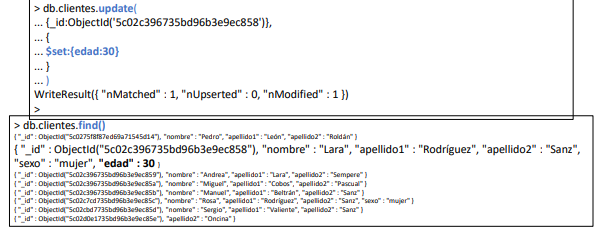 > db.clientes.update(
... {_id:ObjectId('5c02c396735bd96b3e9ec858')},
... {
... $set:{edad:30}
... }
... )
WriteResult({ "nMatched" : 1, "nUpserted" : 0, "nModified" : 1 })
>
> db.clientes.find()
{ "_id" : ObjectId("5c0275f8f87ed69a71545d14"), "nombre" : "Pedro", "apellido1" : "León", "apellido2" : "Roldán" }
{ "_id" : ObjectId("5c02c396735bd96b3e9ec858"), "nombre" : "Lara", "apellido1" : "Rodríguez", "apellido2" : "Sanz",
"sexo" : "mujer", "edad" : 30 }
{ "_id" : ObjectId("5c02c396735bd96b3e9ec859"), "nombre" : "Andrea", "apellido1" : "Lara", "apellido2" : "Sempere" }
{ "_id" : ObjectId("5c02c396735bd96b3e9ec85a"), "nombre" : "Miguel", "apellido1" : "Cobos", "apellido2" : "Pascual" }
{ "_id" : ObjectId("5c02c396735bd96b3e9ec85b"), "nombre" : "Manuel", "apellido1" : "Beltrán", "apellido2" : "Sanz" }
{ "_id" : ObjectId("5c02c7cd735bd96b3e9ec85c"), "nombre" : "Rosa", "apellido1" : "Rodríguez", "apellido2" : "Sanz", "sexo" : "mujer" }
{ "_id" : ObjectId("5c02cbd7735bd96b3e9ec85d"), "nombre" : "Sergio", "apellido1" : "Valiente", "apellido2" : "Sanz" }
{ "_id" : ObjectId("5c02d0e1735bd96b3e9ec85e"), "apellido2" : "Oncina" }